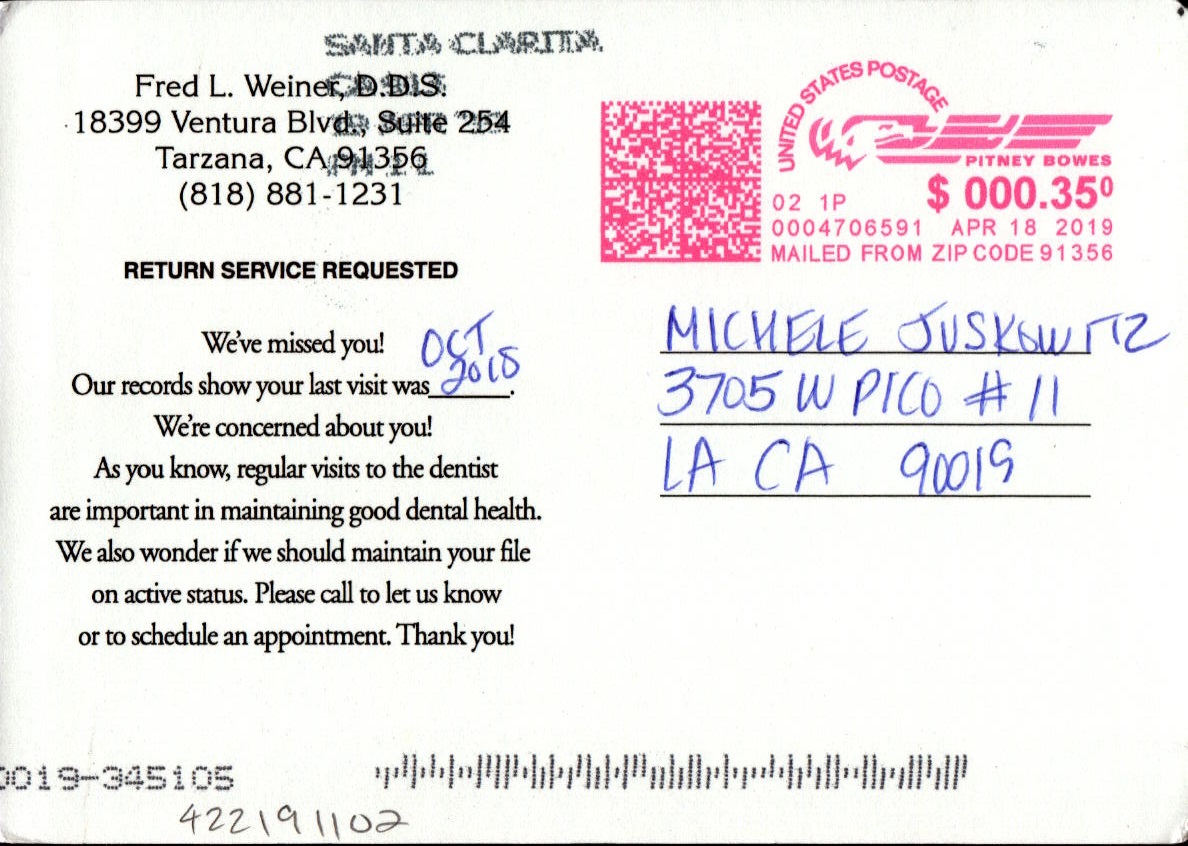 SANTA CLARITA
Fred L. Weiner, D.D.S.
18399 Ventura Blvd., Suite 254
Tarzana, CA 91356
(818) 881-1231
RETURN SERVICE REQUESTED
We've missed you!
Our records show your last visit was OCT 2018.
We're concerned about you!
As you know, regular visits to the dentist
are important in maintaining good dental health.
We also wonder if we should maintain your file
on active status. Please call to let us know
or to schedule an appointment. Thank you!
UNITED STATES POSTAGE
PITNEY BOWES
02 1P $ 000.35⁰
0004706591 APR 18 2019
MAILED FROM ZIP CODE 91356
MICHELE JUSKOWITZ
3705 W PICO # 11
LA CA 90019
0019-345105
422191102